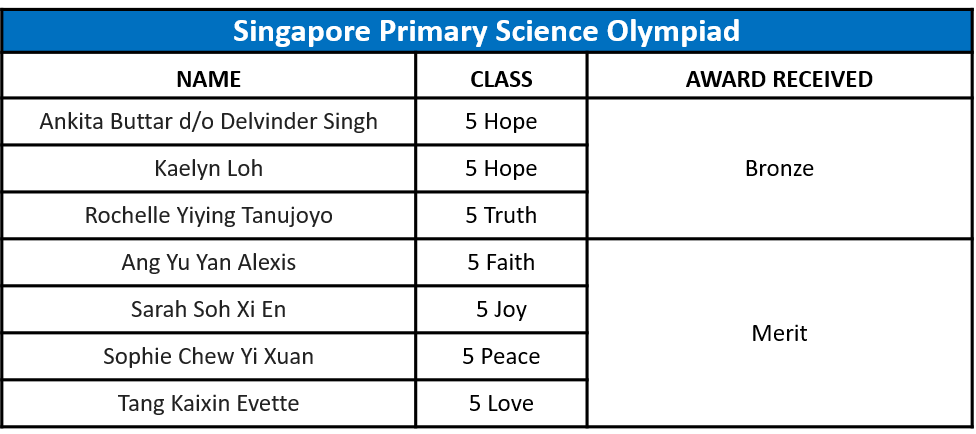 Singapore Primary Science Olympiad
NAME CLASS AWARD RECEIVED
Ankita Buttar d/o Delvinder Singh 5 Hope
Kaelyn Loh 5 Hope Bronze
Rochelle Yiying Tanujoyo 5 Truth
Ang Yu Yan Alexis 5 Faith
Sarah Soh Xi En 5 Joy
Merit
Sophie Chew Yi Xuan 5 Peace
Tang Kaixin Evette 5 Love